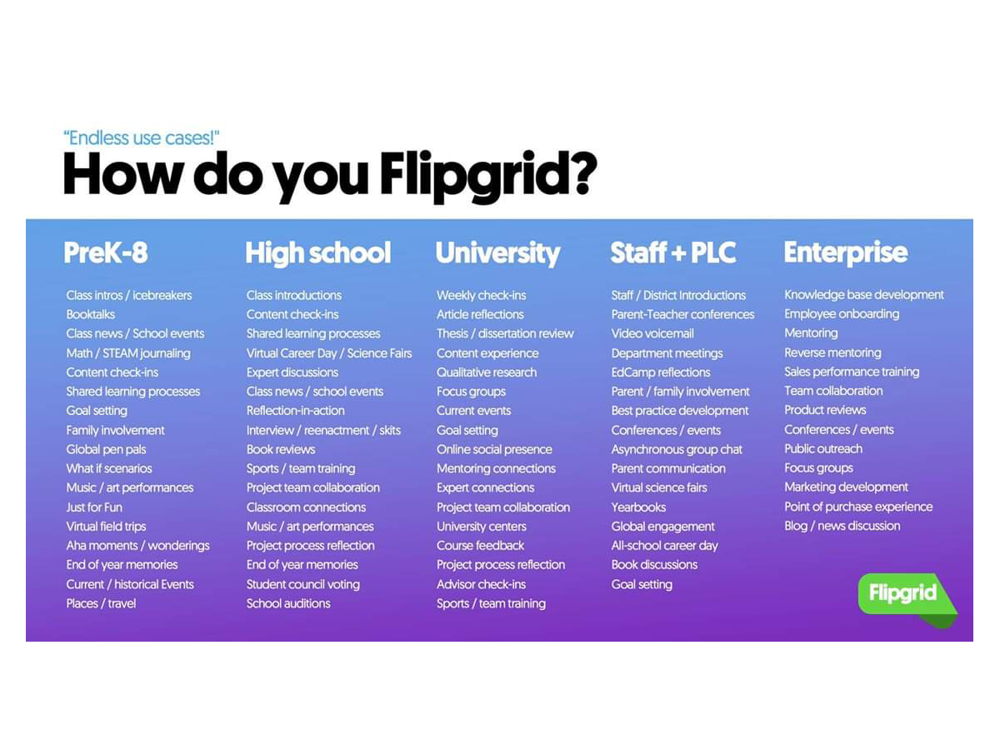 “Endless use cases!"
How do you Flipgrid?
PreK-8
Class intros / icebreakers
Booktalks
Class news / School events
Math / STEAM journaling
Content check-ins
Shared learning processes
Goal setting
Family involvement
Global pen pals
What if scenarios
Music / art performances
Just for Fun
Virtual field trips
Aha moments / wonderings
End of year memories
Current / historical Events
Places / travel
High school
Class introductions
Content check-ins
Shared learning processes
Virtual Career Day / Science Fairs
Expert discussions
Class news / school events
Reflection-in-action
Interview / reenactment / skits
Book reviews
Sports / team training
Project team collaboration
Classroom connections
Music / art performances
Project process reflection
End of year memories
Student council voting
School auditions
University
Weekly check-ins
Article reflections
Thesis / dissertation review
Content experience
Qualitative research
Focus groups
Current events
Goal setting
Online social presence
Mentoring connections
Expert connections
Project team collaboration
University centers
Course feedback
Project process reflection
Advisor check-ins
Sports / team training
Staff + PLC
Staff / District Introductions
Parent-Teacher conferences
Video voicemail
Department meetings
EdCamp reflections
Parent / family involvement
Best practice development
Conferences / events
Asynchronous group chat
Parent communication
Virtual science fairs
Yearbooks
Global engagement
All-school career day
Book discussions
Goal setting
Enterprise
Knowledge base development
Employee onboarding
Mentoring
Reverse mentoring
Sales performance training
Team collaboration
Product reviews
Conferences / events
Public outreach
Focus groups
Marketing development
Point of purchase experience
Blog / news discussion
Flipgrid